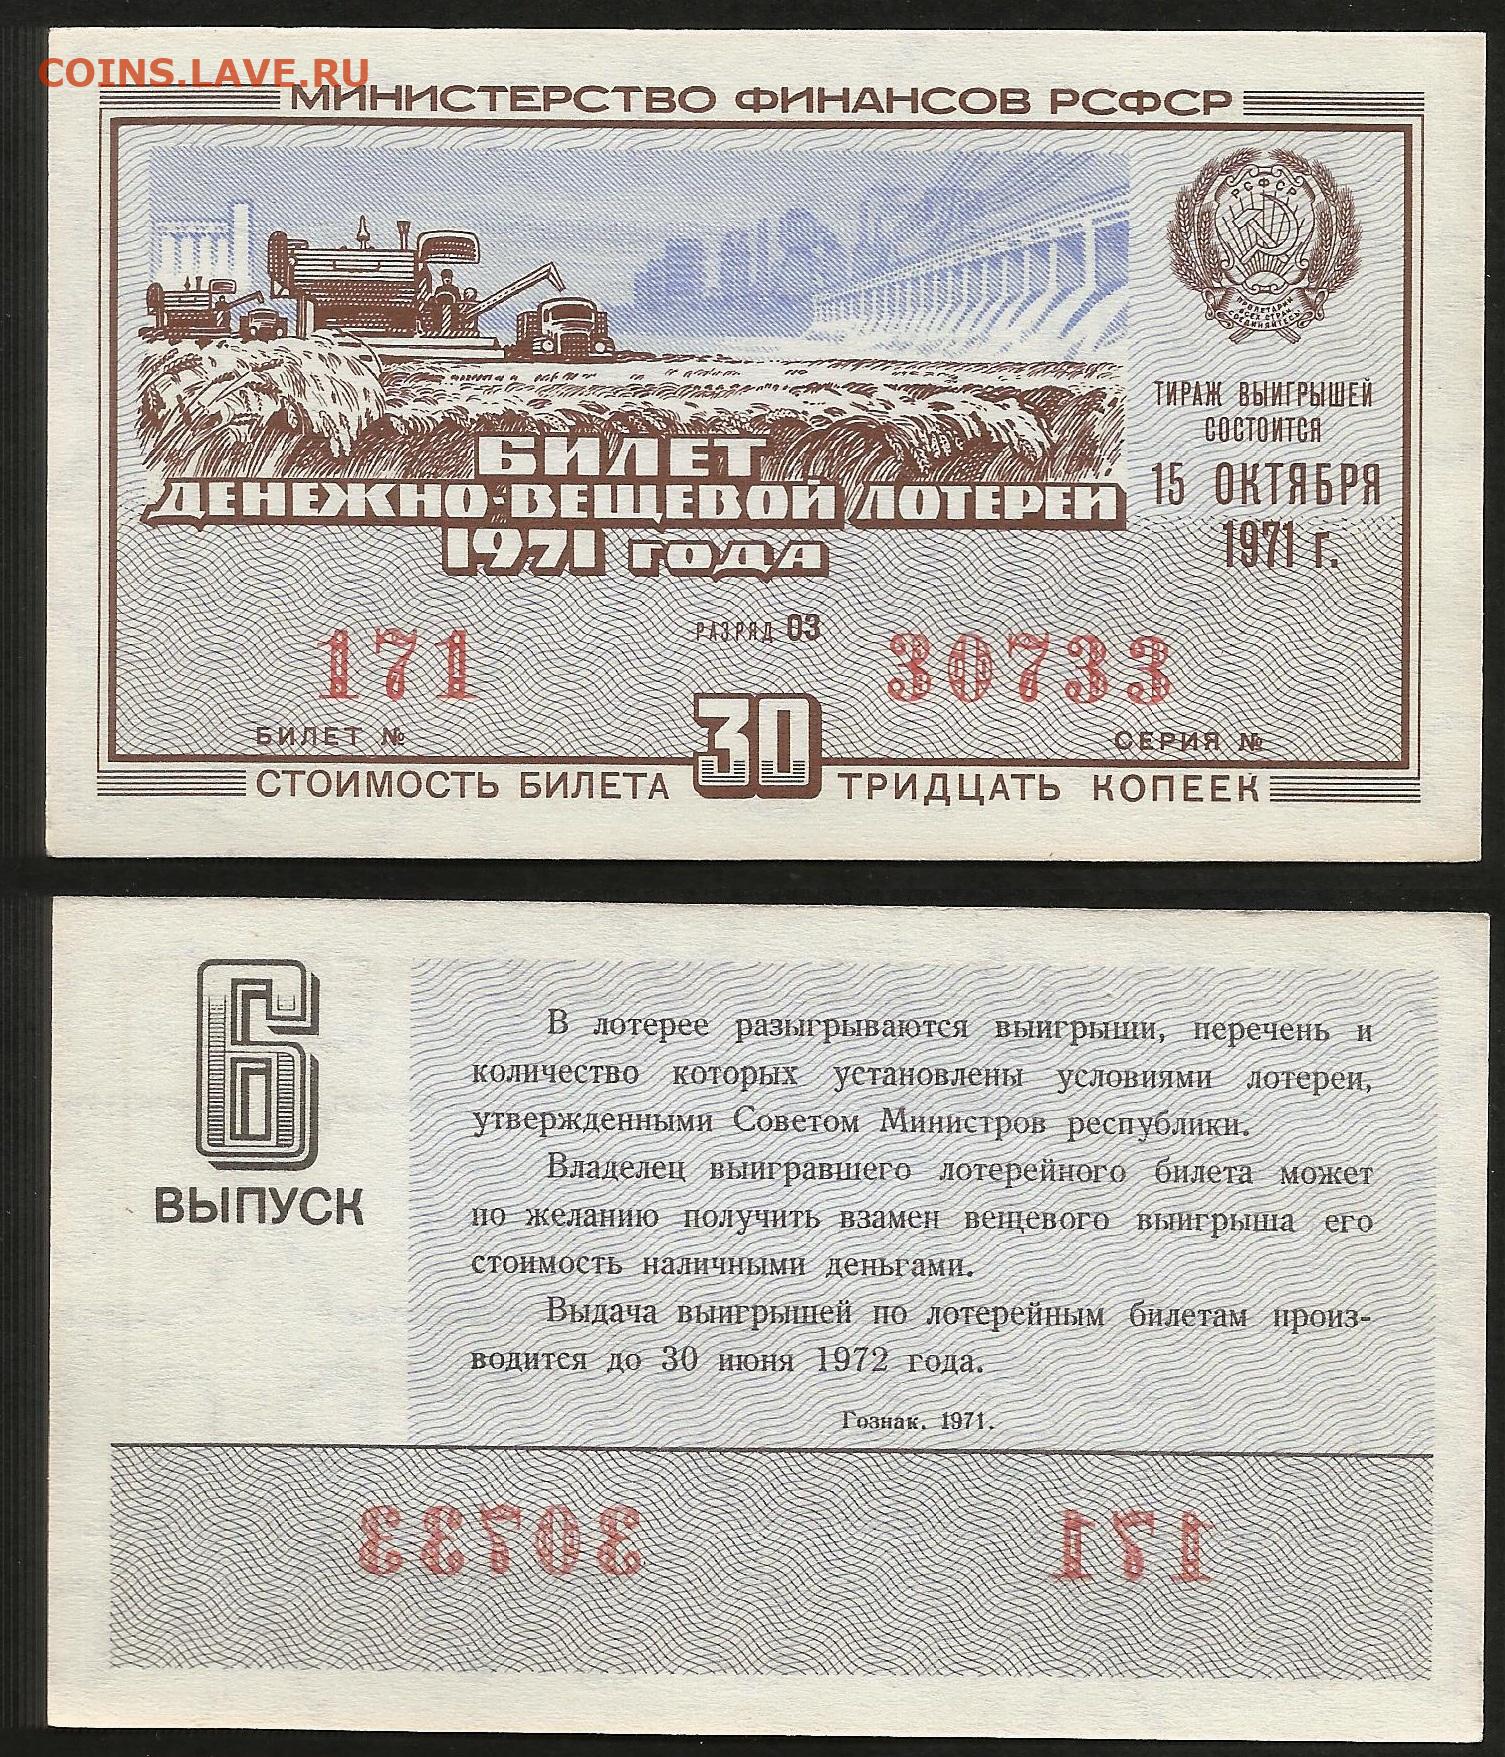 COINS.LAVE.RU
МИНИСТЕРСТВО ФИНАНСОВ РСФСР
РСФСР
ПРОЛЕТАРИИ
ВСЕХ СТРАН
СОЕДИНЯЙТЕСЬ
ТИРАЖ ВЫИГРЫШЕЙ
СОСТОИТСЯ
15 ОКТЯБРЯ
1971 г.
БИЛЕТ
ДЕНЕЖНО-ВЕЩЕВОЙ ЛОТЕРЕИ
1971 ГОДА
171 РАЗРЯД 03 30733
БИЛЕТ № СЕРИЯ №
СТОИМОСТЬ БИЛЕТА 30 ТРИДЦАТЬ КОПЕЕК
6
ВЫПУСК
В лотерее разыгрываются выигрыши, перечень и
количество которых установлены условиями лотереи,
утвержденными Советом Министров республики.
Владелец выигравшего лотерейного билета может
по желанию получить взамен вещевого выигрыша его
стоимость наличными деньгами.
Выдача выигрышей по лотерейным билетам произ-
водится до 30 июня 1972 года.
Гознак. 1971.
30733 171